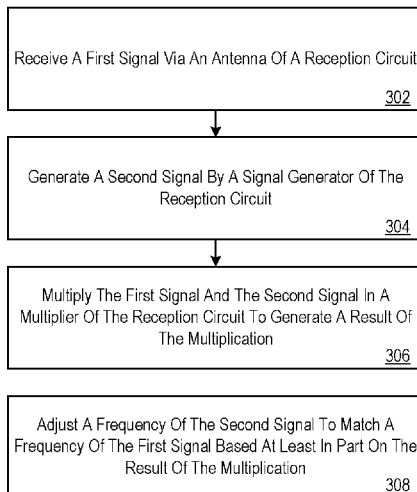 Receive A First Signal Via An Antenna Of A Reception Circuit
302
Generate A Second Signal By A Signal Generator Of The
Reception Circuit
304
Multiply The First Signal And The Second Signal In A
Multiplier Of The Reception Circuit To Generate A Result Of
The Multiplication
306
Adjust A Frequency Of The Second Signal To Match A
Frequency Of The First Signal Based At Least In Part On The
Result Of The Multiplication
308